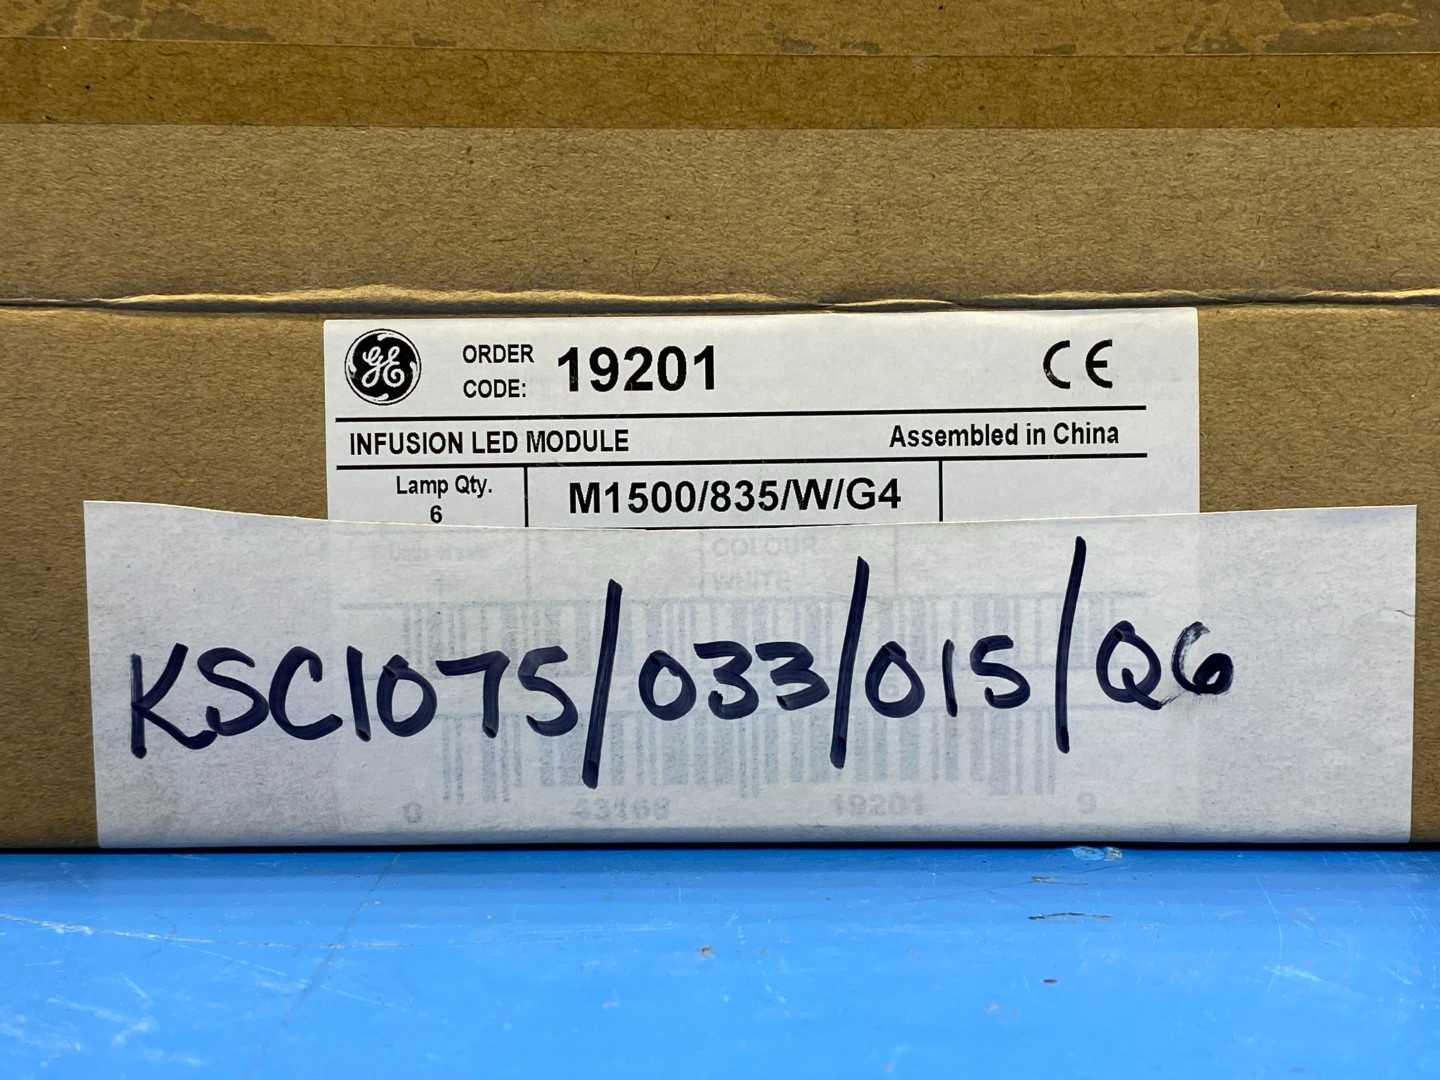 GE
ORDER CODE: 19201
CE
INFUSION LED MODULE
Assembled in China
Lamp Qty.
6
M1500/835/W/G4
COLOUR
WHITE
KSC1075/033/015/Q6
0 43168 19201 9